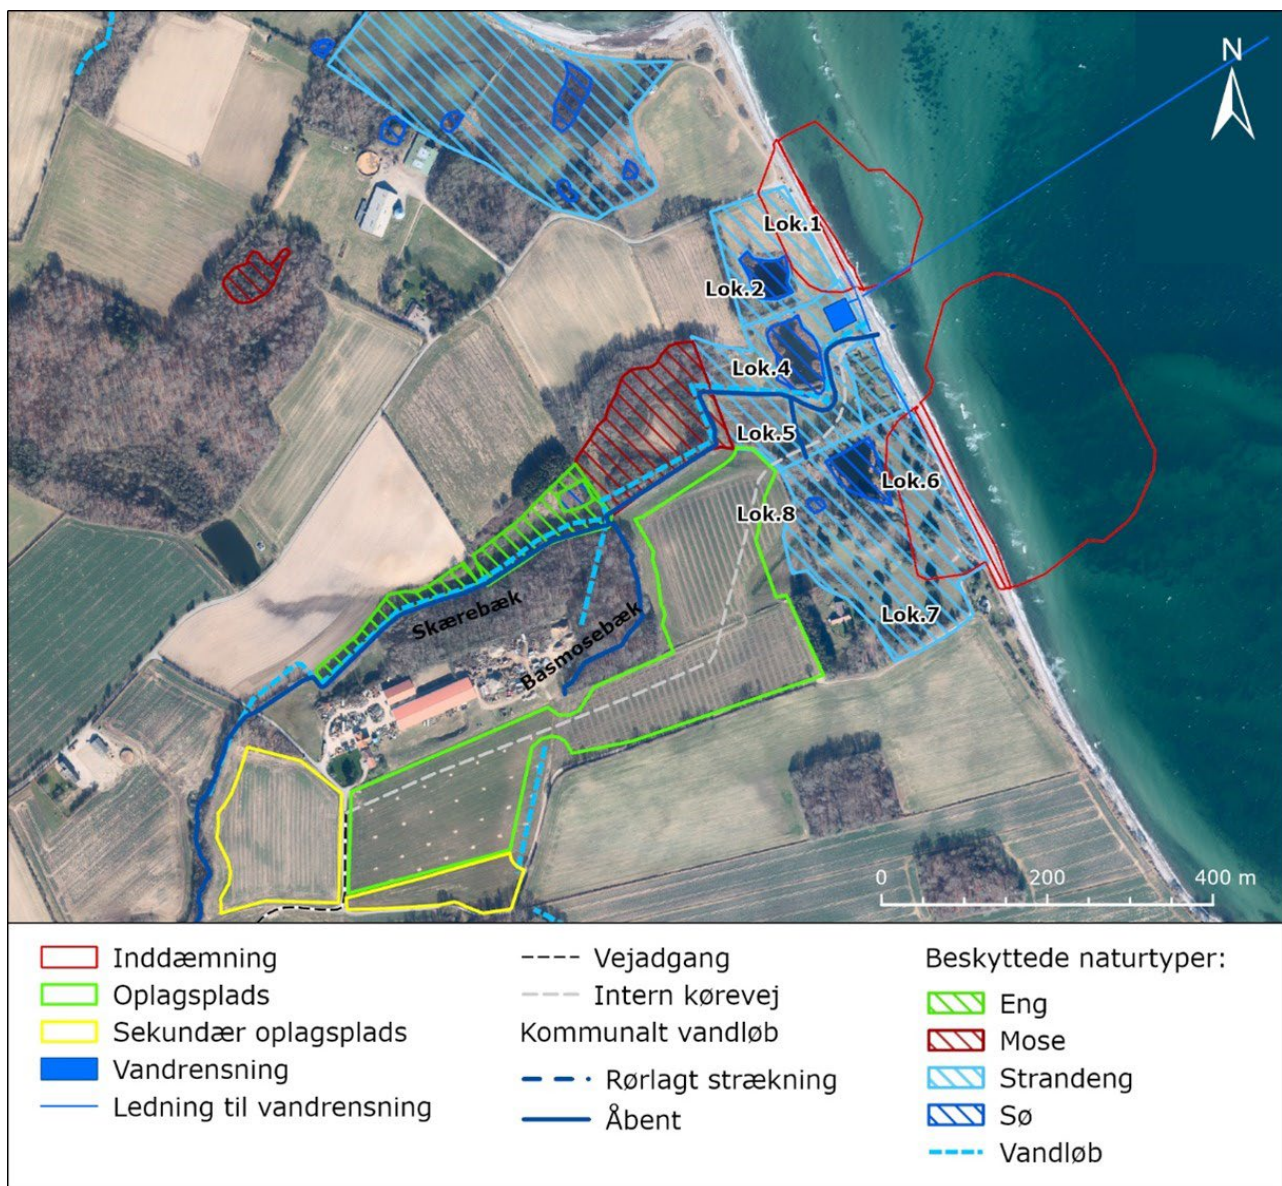 N
Lok.1
Lok.2
Lok.4
Lok.5
Lok.6
Lok.8
Lok.7
Skærebæk
Basmosebæk
0 200 400 m
Inddæmning
Oplagsplads
Sekundær oplagsplads
Vandrensning
Ledning til vandrensning
Vejadgang
Intern kørevej
Kommunalt vandløb
Rørlagt strækning
Åbent
Beskyttede naturtyper:
Eng
Mose
Strandeng
Sø
Vandløb